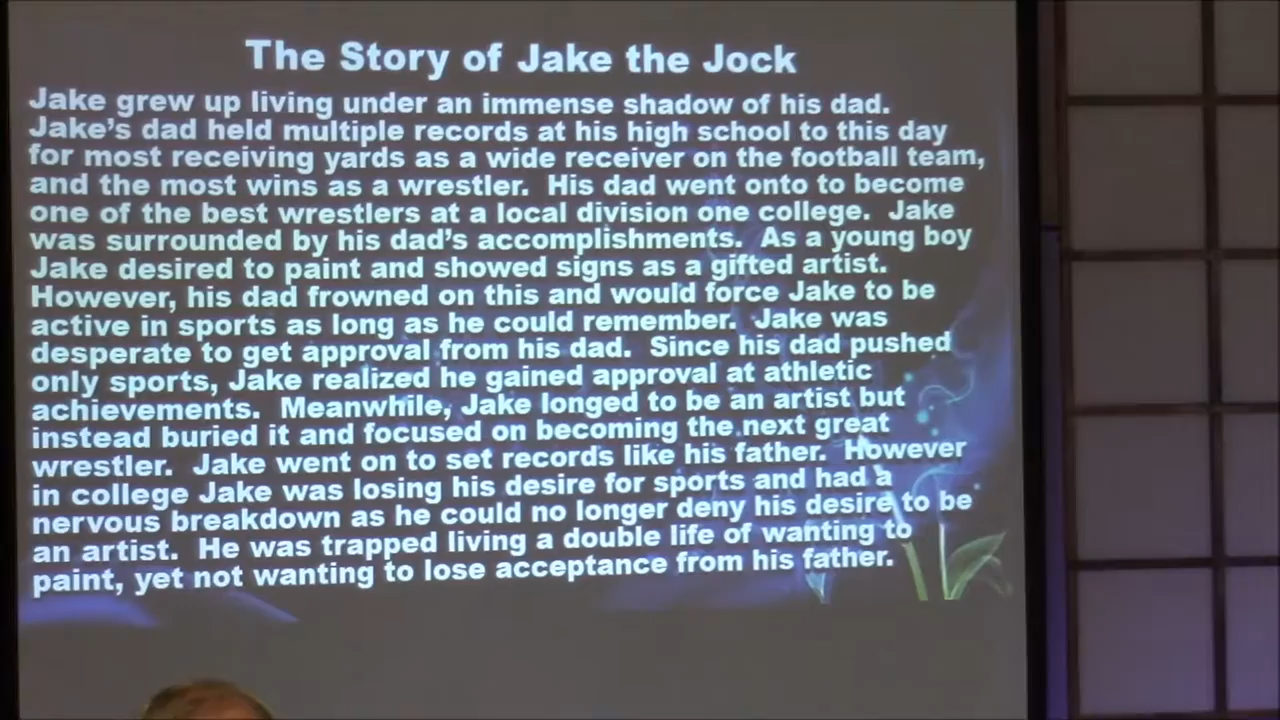 The Story of Jake the Jock
Jake grew up living under an immense shadow of his dad.
Jake's dad held multiple records at his high school to this day
for most receiving yards as a wide receiver on the football team,
and the most wins as a wrestler.  His dad went onto to become
one of the best wrestlers at a local division one college.  Jake
was surrounded by his dad's accomplishments.  As a young boy
Jake desired to paint and showed signs as a gifted artist.
However, his dad frowned on this and would force Jake to be
active in sports as long as he could remember.  Jake was
desperate to get approval from his dad.  Since his dad pushed
only sports, Jake realized he gained approval at athletic
achievements.  Meanwhile, Jake longed to be an artist but
instead buried it and focused on becoming the next great
wrestler.  Jake went on to set records like his father.  However
in college Jake was losing his desire for sports and had a
nervous breakdown as he could no longer deny his desire to be
an artist.  He was trapped living a double life of wanting to
paint, yet not wanting to lose acceptance from his father.